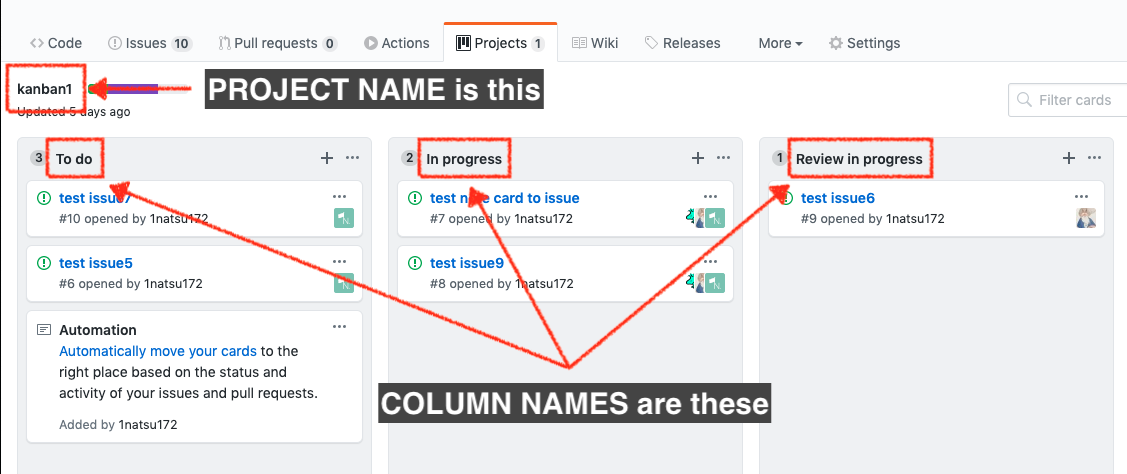 Code Issues 10 Pull requests 0 Actions Projects 1 Wiki Releases More Settings
kanban1
PROJECT NAME is this
Updated 5 days ago
Filter cards
3 To do
test issue7
#10 opened by 1natsu172
N.
test issue5
#6 opened by 1natsu172
N.
Automation
Automatically move your cards to the
right place based on the status and
activity of your issues and pull requests.
Added by 1natsu172
2 In progress
test new card to issue
#7 opened by 1natsu172
N.
test issue9
#8 opened by 1natsu172
N.
1 Review in progress
test issue6
#9 opened by 1natsu172
COLUMN NAMES are these